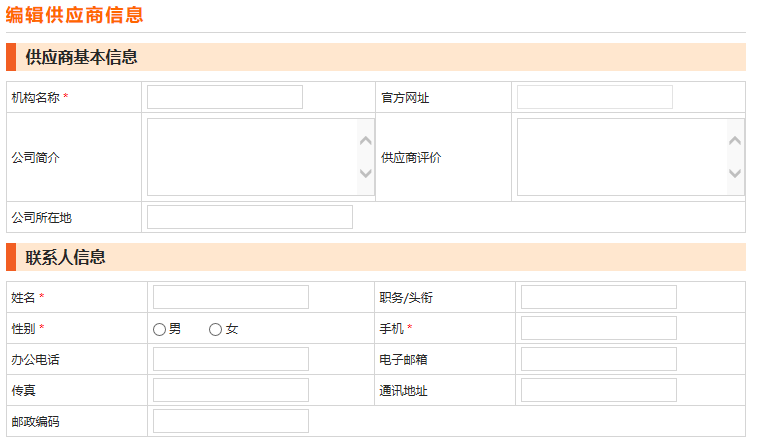 编辑供应商信息
供应商基本信息
机构名称 * 官方网址
公司简介 供应商评价
公司所在地
联系人信息
姓名 * 职务/头衔
性别 * 男 女 手机 *
办公电话 电子邮箱
传真 通讯地址
邮政编码